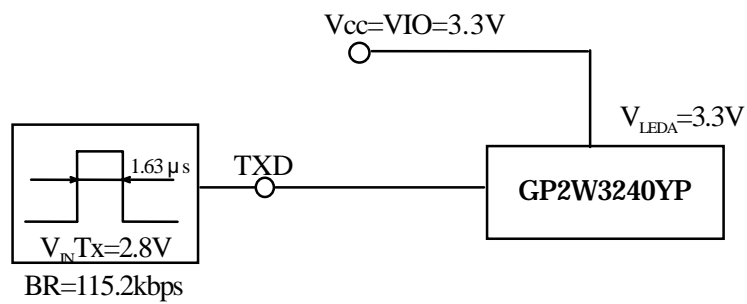 Vcc=VIO=3.3V
VLEDA=3.3V
1.63 μs
TXD
GP2W3240YP
VINTx=2.8V
BR=115.2kbps